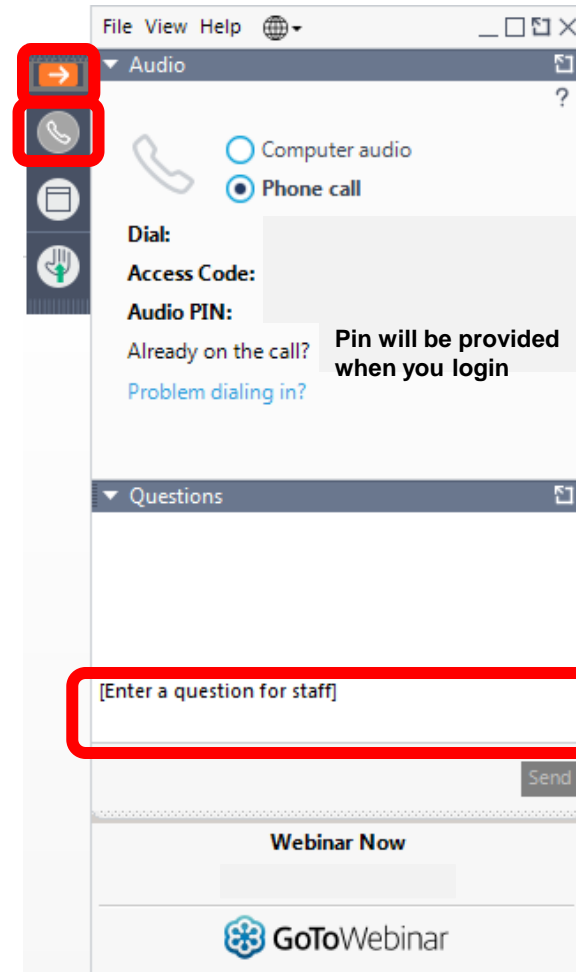 File View Help
Audio
?
Computer audio
Phone call
Dial:
Access Code:
Audio PIN:
Already on the call?
Pin will be provided
when you login
Problem dialing in?
Questions
[Enter a question for staff]
Send
Webinar Now
GoToWebinar